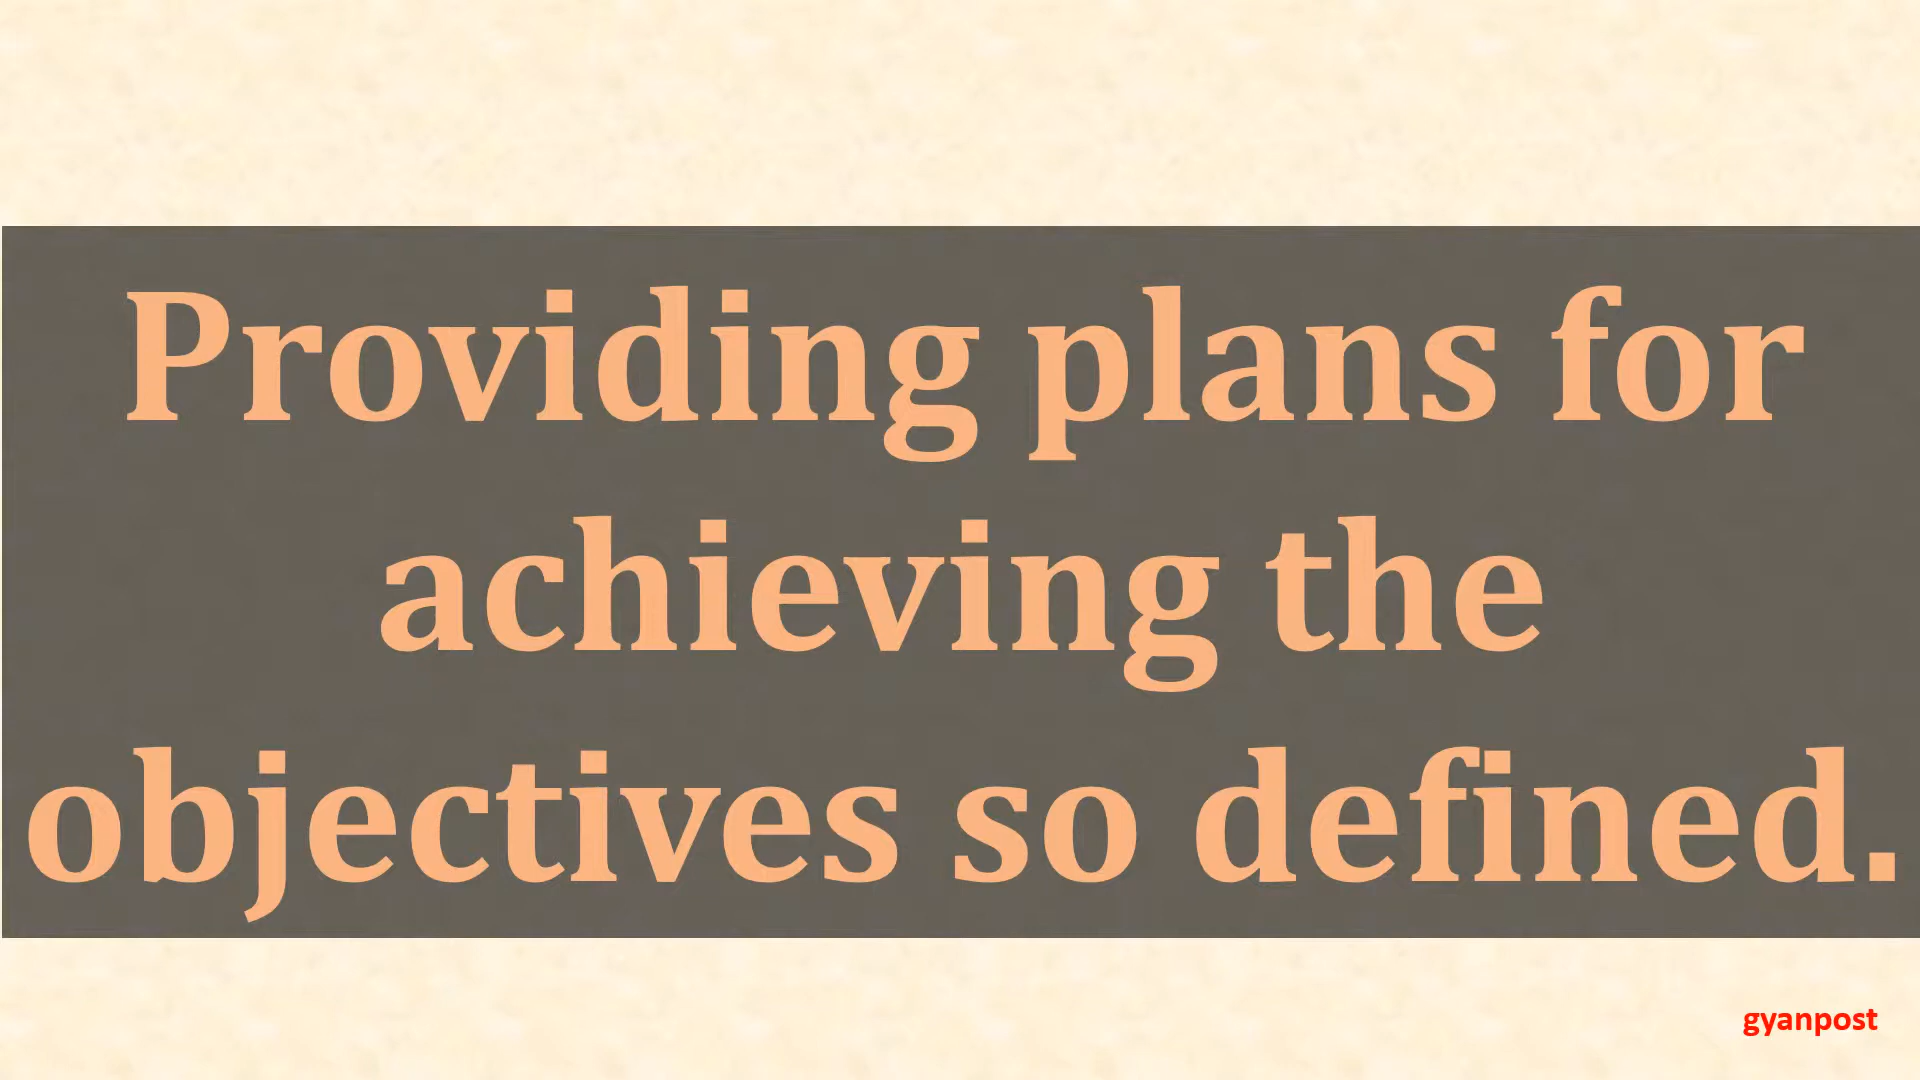 Providing plans for
achieving the
objectives so defined.
gyanpost